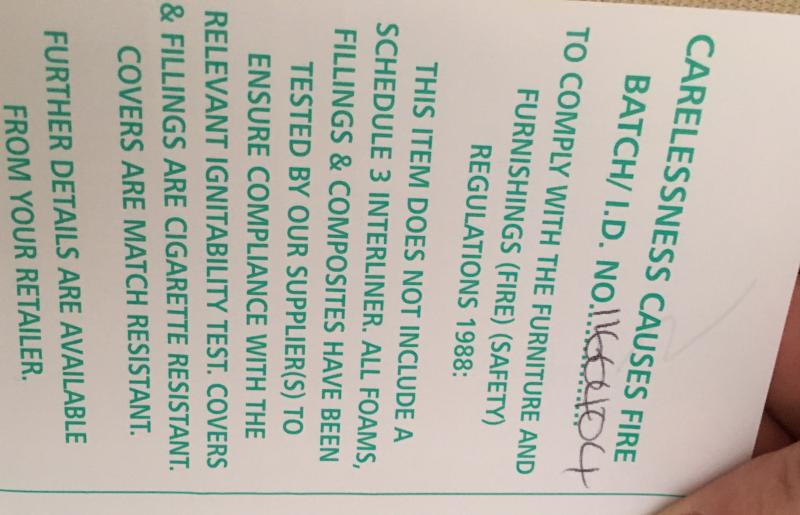 CARELESSNESS CAUSES FIRE
BATCH/ I.D. NO..............
TO COMPLY WITH THE FURNITURE AND
FURNISHINGS (FIRE) (SAFETY)
REGULATIONS 1988:
THIS ITEM DOES NOT INCLUDE A
SCHEDULE 3 INTERLINER. ALL FOAMS,
FILLINGS & COMPOSITES HAVE BEEN
TESTED BY OUR SUPPLIER(S) TO
ENSURE COMPLIANCE WITH THE
RELEVANT IGNITABILITY TEST. COVERS
& FILLINGS ARE CIGARETTE RESISTANT.
COVERS ARE MATCH RESISTANT.
FURTHER DETAILS ARE AVAILABLE
FROM YOUR RETAILER.